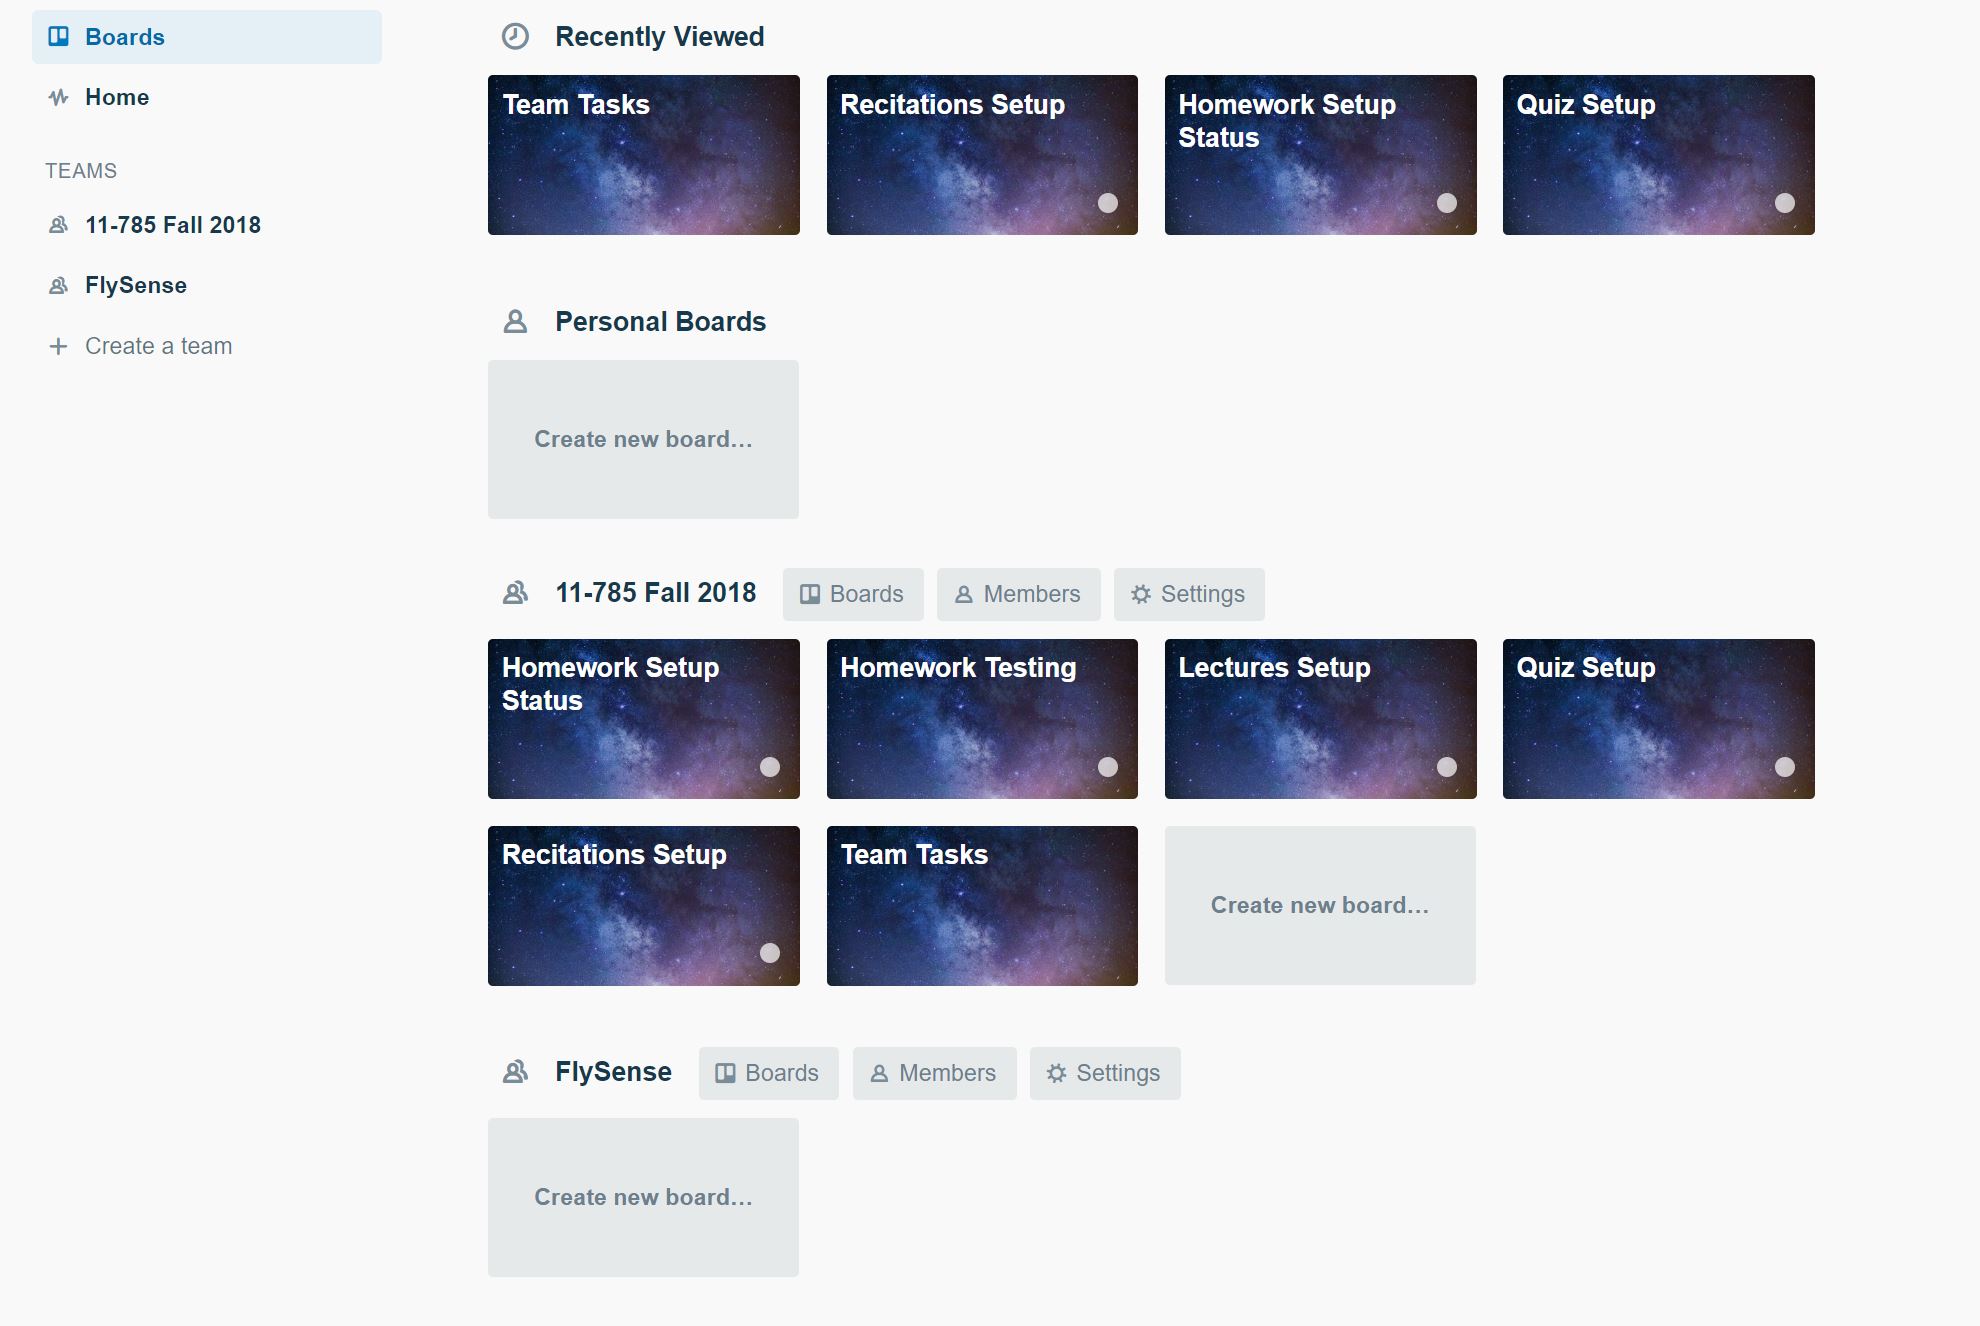 Boards
Home
TEAMS
11-785 Fall 2018
FlySense
Create a team
Recently Viewed
Team Tasks
Recitations Setup
Homework Setup
Status
Quiz Setup
Personal Boards
Create new board…
11-785 Fall 2018
Boards
Members
Settings
Homework Setup
Status
Homework Testing
Lectures Setup
Quiz Setup
Recitations Setup
Team Tasks
Create new board…
FlySense
Boards
Members
Settings
Create new board…